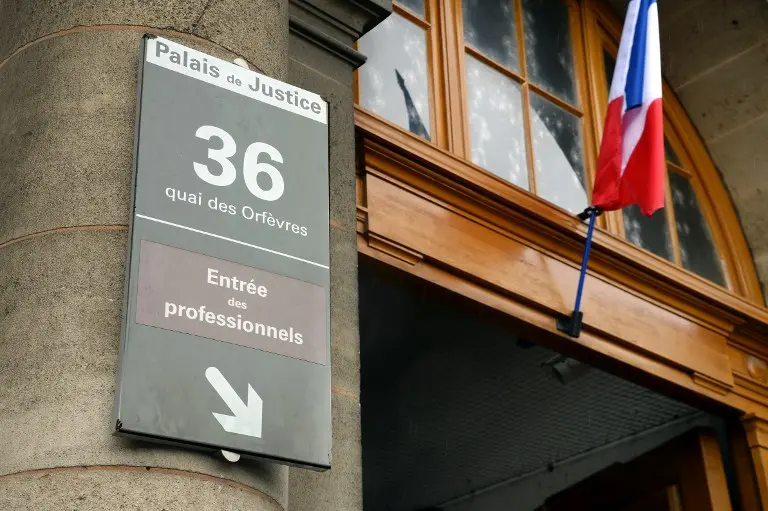 Palais de Justice
36
quai des Orfèvres
Entrée
des
professionnels